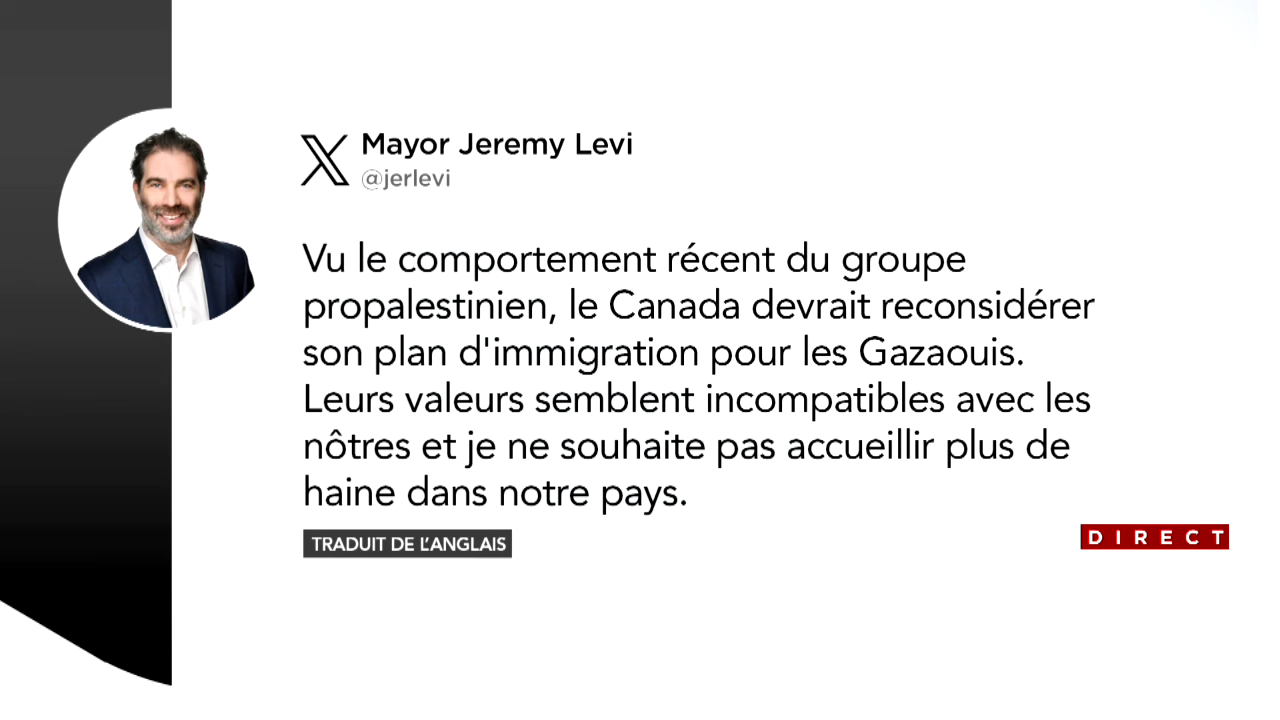 Mayor Jeremy Levi
@jerlevi
Vu le comportement récent du groupe
propalestinien, le Canada devrait reconsidérer
son plan d'immigration pour les Gazaouis.
Leurs valeurs semblent incompatibles avec les
nôtres et je ne souhaite pas accueillir plus de
haine dans notre pays.
TRADUIT DE L'ANGLAIS
DIRECT